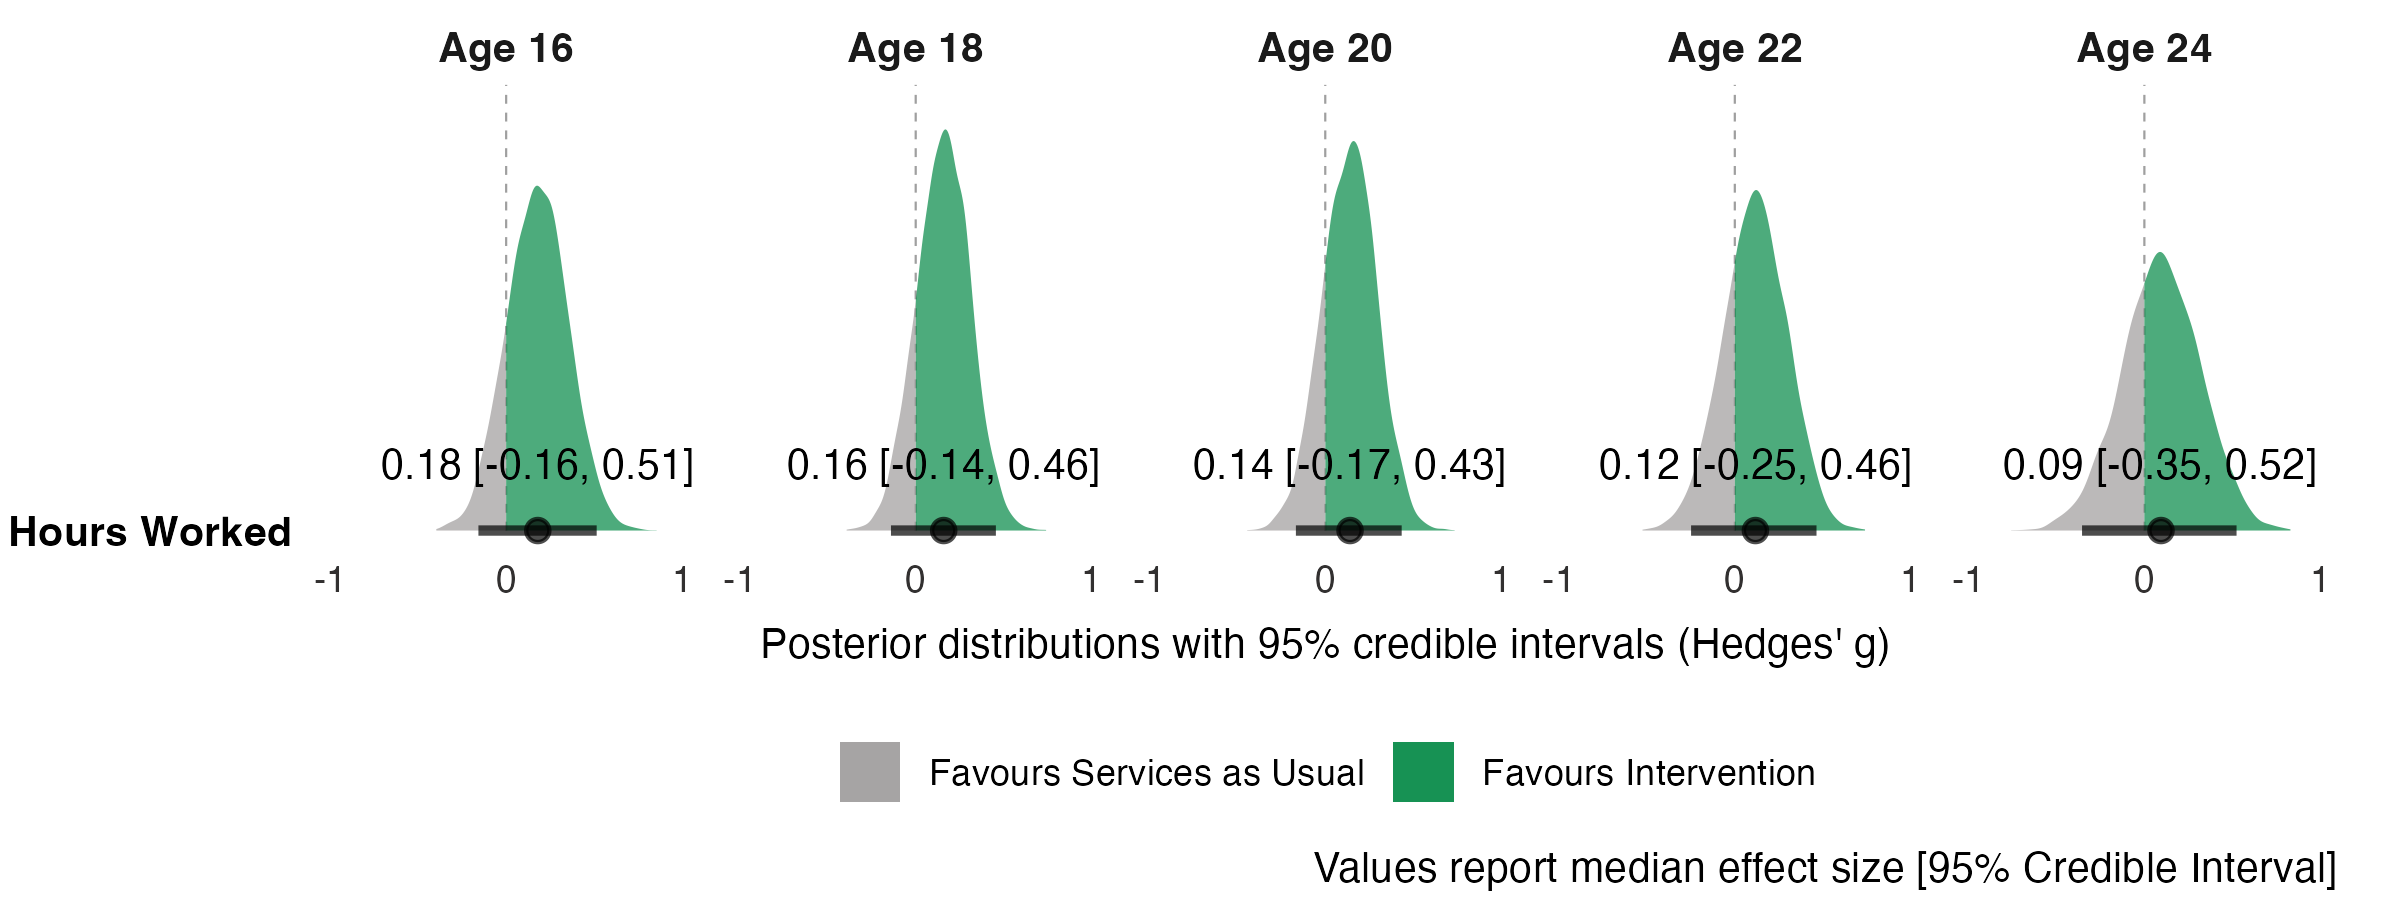 Age 16 Age 18 Age 20 Age 22 Age 24
0.18 [-0.16, 0.51] 0.16 [-0.14, 0.46] 0.14 [-0.17, 0.43] 0.12 [-0.25, 0.46] 0.09 [-0.35, 0.52]
Hours Worked
-1 0 1 -1 0 1 -1 0 1 -1 0 1 -1 0 1
Posterior distributions with 95% credible intervals (Hedges' g)
Favours Services as Usual Favours Intervention
Values report median effect size [95% Credible Interval]